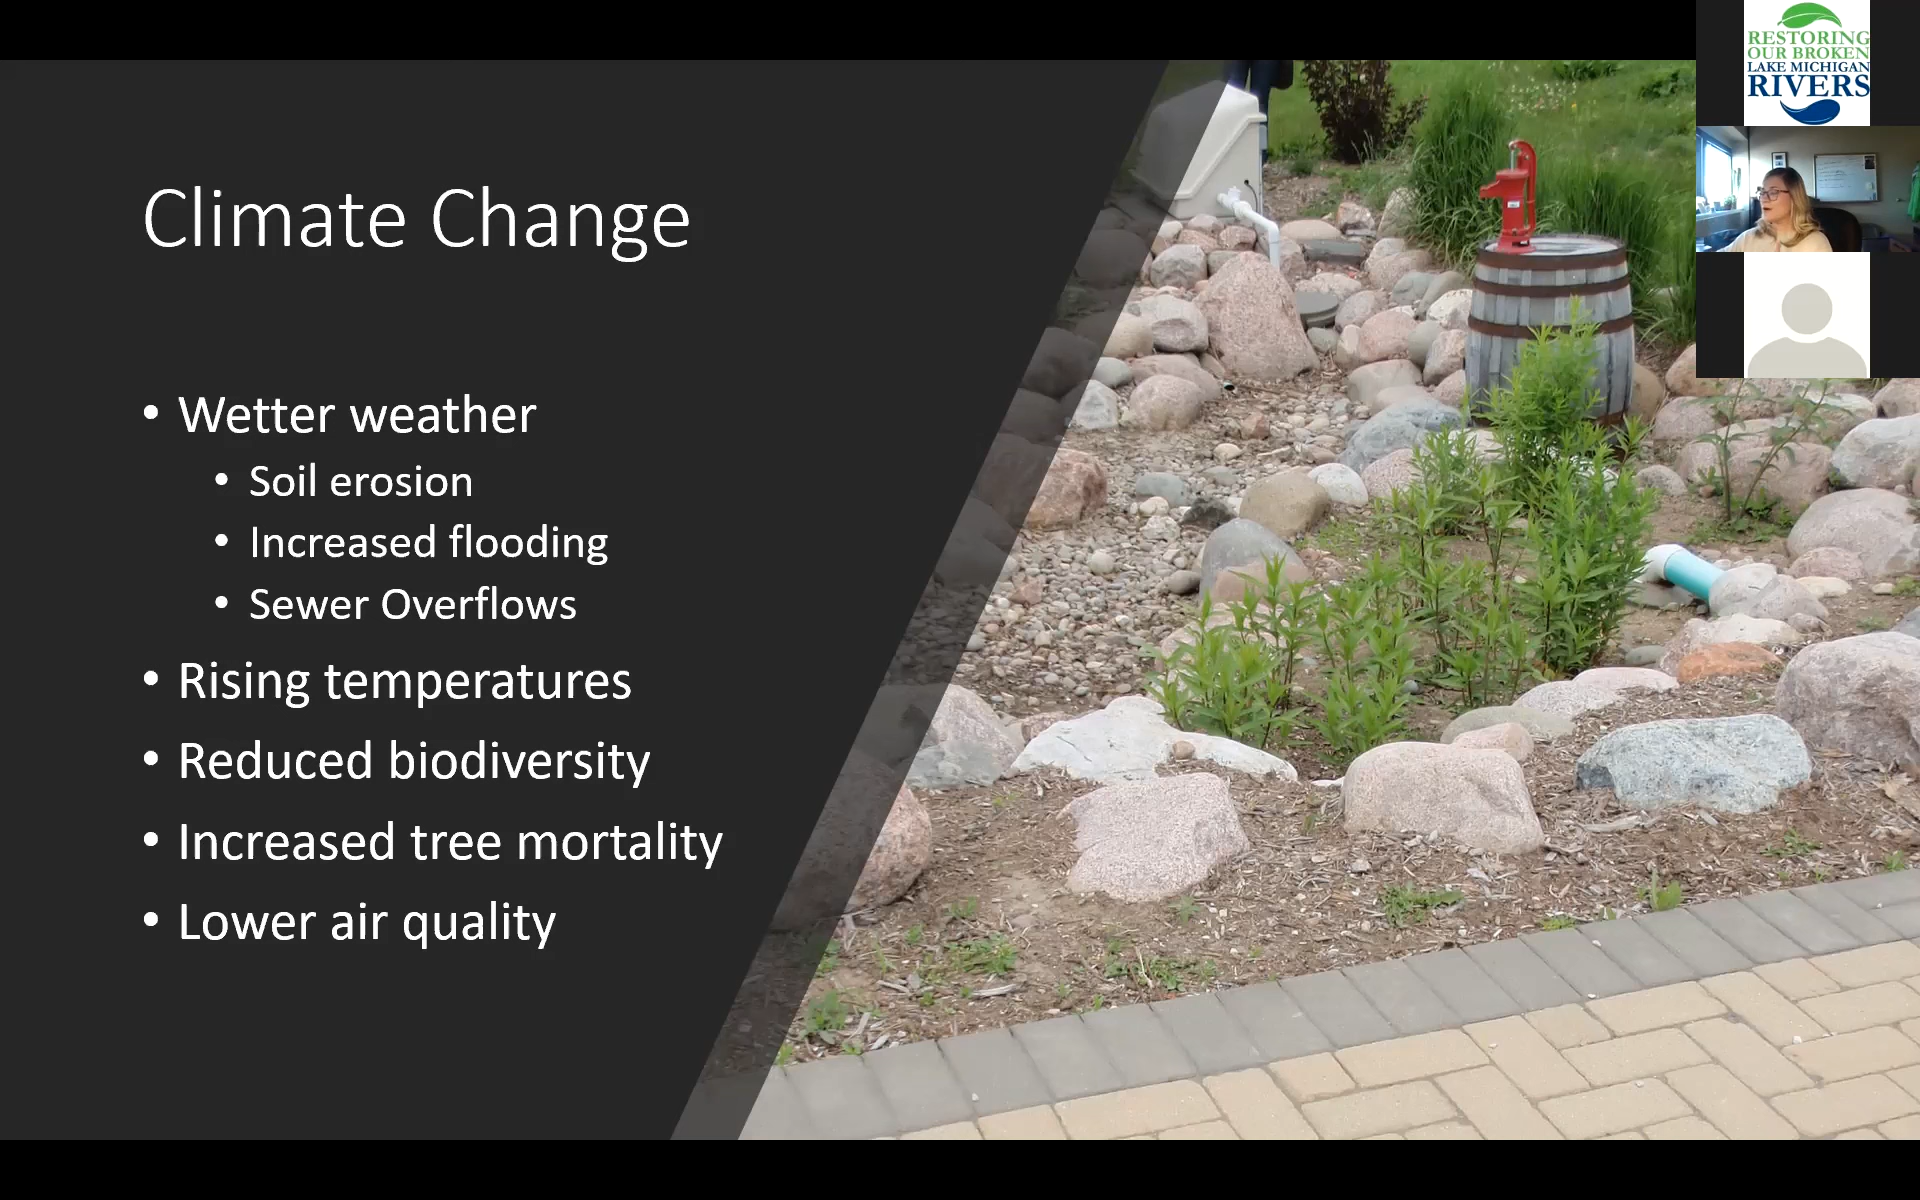 Climate Change
• Wetter weather
• Soil erosion
• Increased flooding
• Sewer Overflows
• Rising temperatures
• Reduced biodiversity
• Increased tree mortality
• Lower air quality
RESTORING
OUR BROKEN
LAKE MICHIGAN
RIVERS